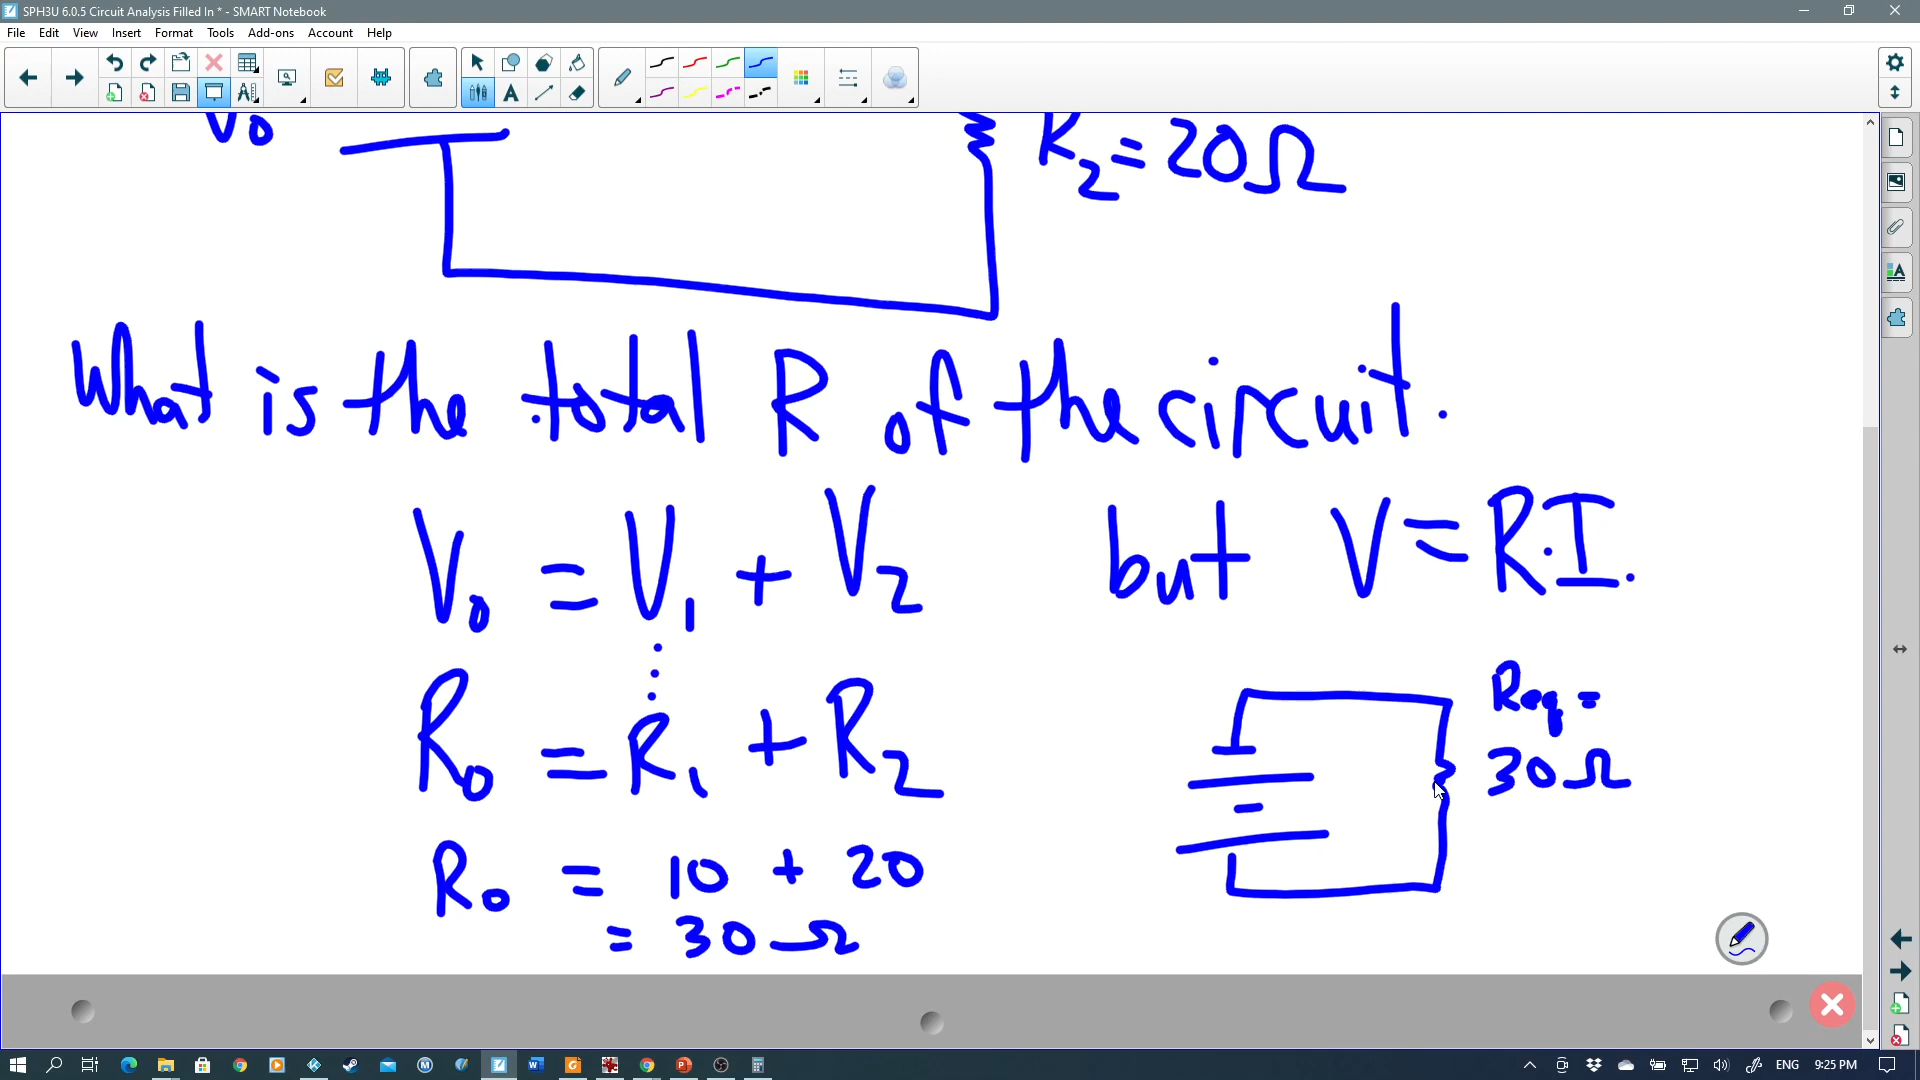 SPH3U 6.0.5 Circuit Analysis Filled In * - SMART Notebook
File Edit View Insert Format Tools Add-ons Account Help
V0
R2 = 20Ω
What is the total R of the circuit.
V0 = V1 + V2 but V = R·I.
R0 = R1 + R2
Req =
30Ω
R0 = 10 + 20
= 30Ω
ENG 9:25 PM